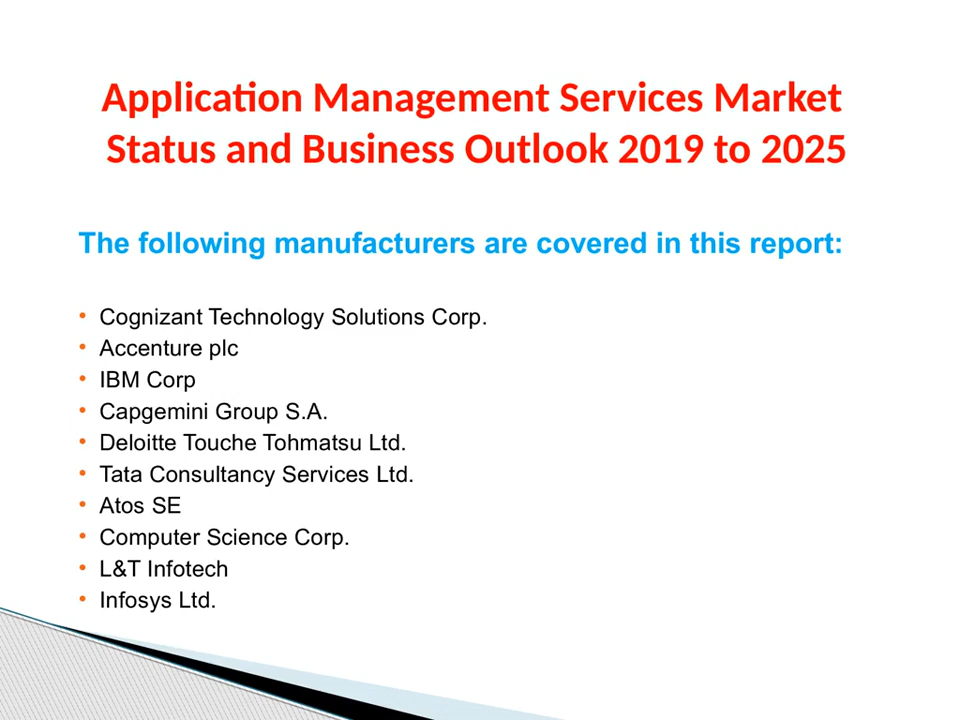 Application Management Services Market
Status and Business Outlook 2019 to 2025
The following manufacturers are covered in this report:
• Cognizant Technology Solutions Corp.
• Accenture plc
• IBM Corp
• Capgemini Group S.A.
• Deloitte Touche Tohmatsu Ltd.
• Tata Consultancy Services Ltd.
• Atos SE
• Computer Science Corp.
• L&T Infotech
• Infosys Ltd.